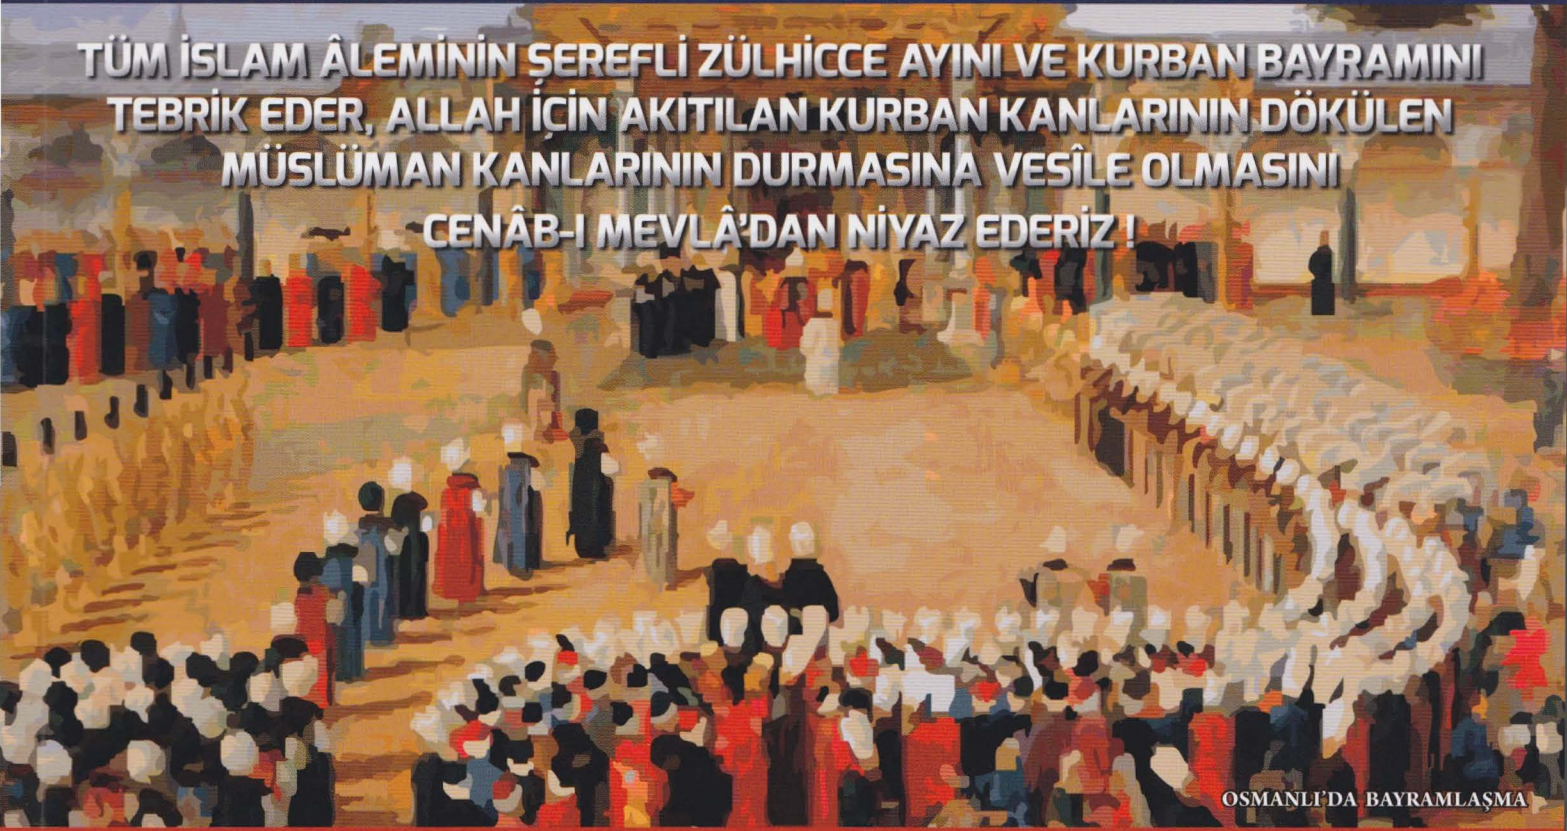 TÜM İSLAM ÂLEMİNİN ŞEREFLİ ZÜLHİCCE AYINI VE KURBAN BAYRAMINI
TEBRİK EDER, ALLAH İÇİN AKITILAN KURBAN KANLARININ DÖKÜLEN
MÜSLÜMAN KANLARININ DURMASINA VESÎLE OLMASINI
CENÂB-I MEVLÂ'DAN NİYAZ EDERİZ !
OSMANLI'DA BAYRAMLAŞMA